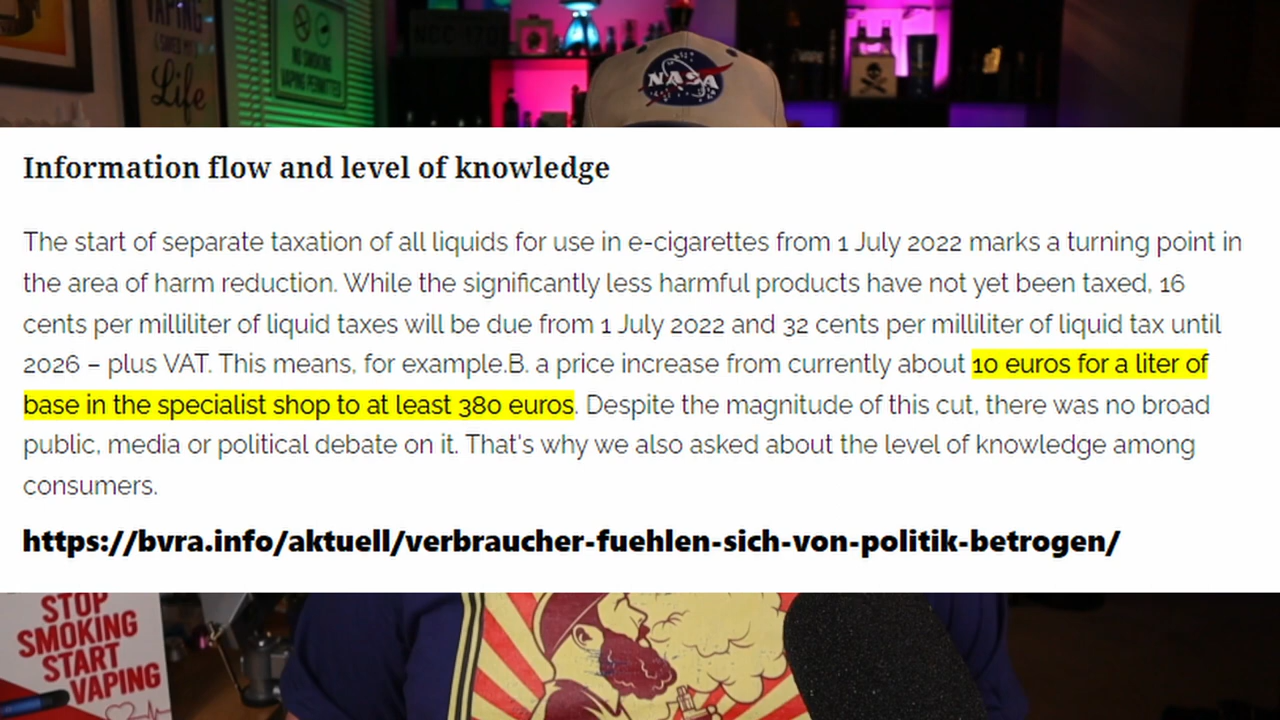 VAPING
(SAVED MY)
Life
NO SMOKING
VAPING PERMITTED
NASA
Information flow and level of knowledge
The start of separate taxation of all liquids for use in e-cigarettes from 1 July 2022 marks a turning point in
the area of harm reduction. While the significantly less harmful products have not yet been taxed, 16
cents per milliliter of liquid taxes will be due from 1 July 2022 and 32 cents per milliliter of liquid tax until
2026 – plus VAT. This means, for example.B. a price increase from currently about 10 euros for a liter of
base in the specialist shop to at least 380 euros. Despite the magnitude of this cut, there was no broad
public, media or political debate on it. That's why we also asked about the level of knowledge among
consumers.
https://bvra.info/aktuell/verbraucher-fuehlen-sich-von-politik-betrogen/
STOP
SMOKING
START
VAPING